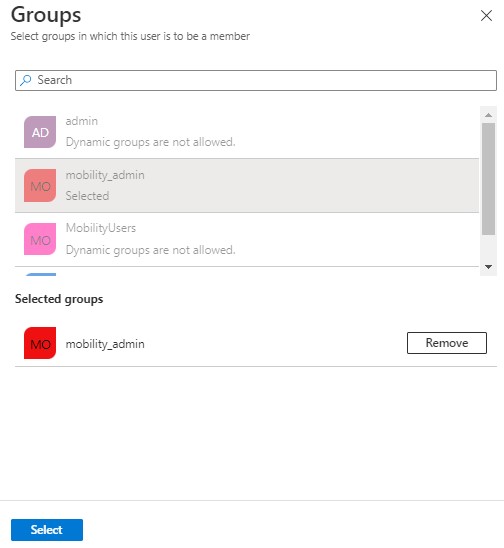 Groups
Select groups in which this user is to be a member
Search
AD
admin
Dynamic groups are not allowed.
MO
mobility_admin
Selected
MO
MobilityUsers
Dynamic groups are not allowed.
Selected groups
MO
mobility_admin
Remove
Select